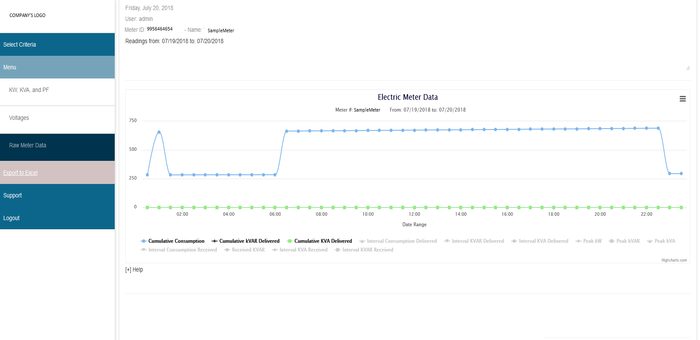 COMPANY'S LOGO
Select Criteria
Menu
KW, KVA, and PF
Voltages
Raw Meter Data
Export to Excel
Support
Logout
Friday, July 20, 2018
User: admin
Meter ID: 9956464654 - Name: SampleMeter
Readings from: 07/19/2018 to: 07/20/2018
Electric Meter Data
Meter #: SampleMeter From: 07/19/2018 to: 07/20/2018
750
500
250
0
02:00 04:00 06:00 08:00 10:00 12:00 14:00 16:00 18:00 20:00 22:00
Date Range
Cumulative Consumption Cumulative kVAR Delivered Cumulative KVA Delivered Interval Consumption Delivered Interval KVAR Delivered Interval KVA Delivered Peak kW Peak kVAR Peak kVA
Interval Consumption Received Received KVAR Interval KVA Received Interval KVAR Received
Highcharts.com
[+] Help